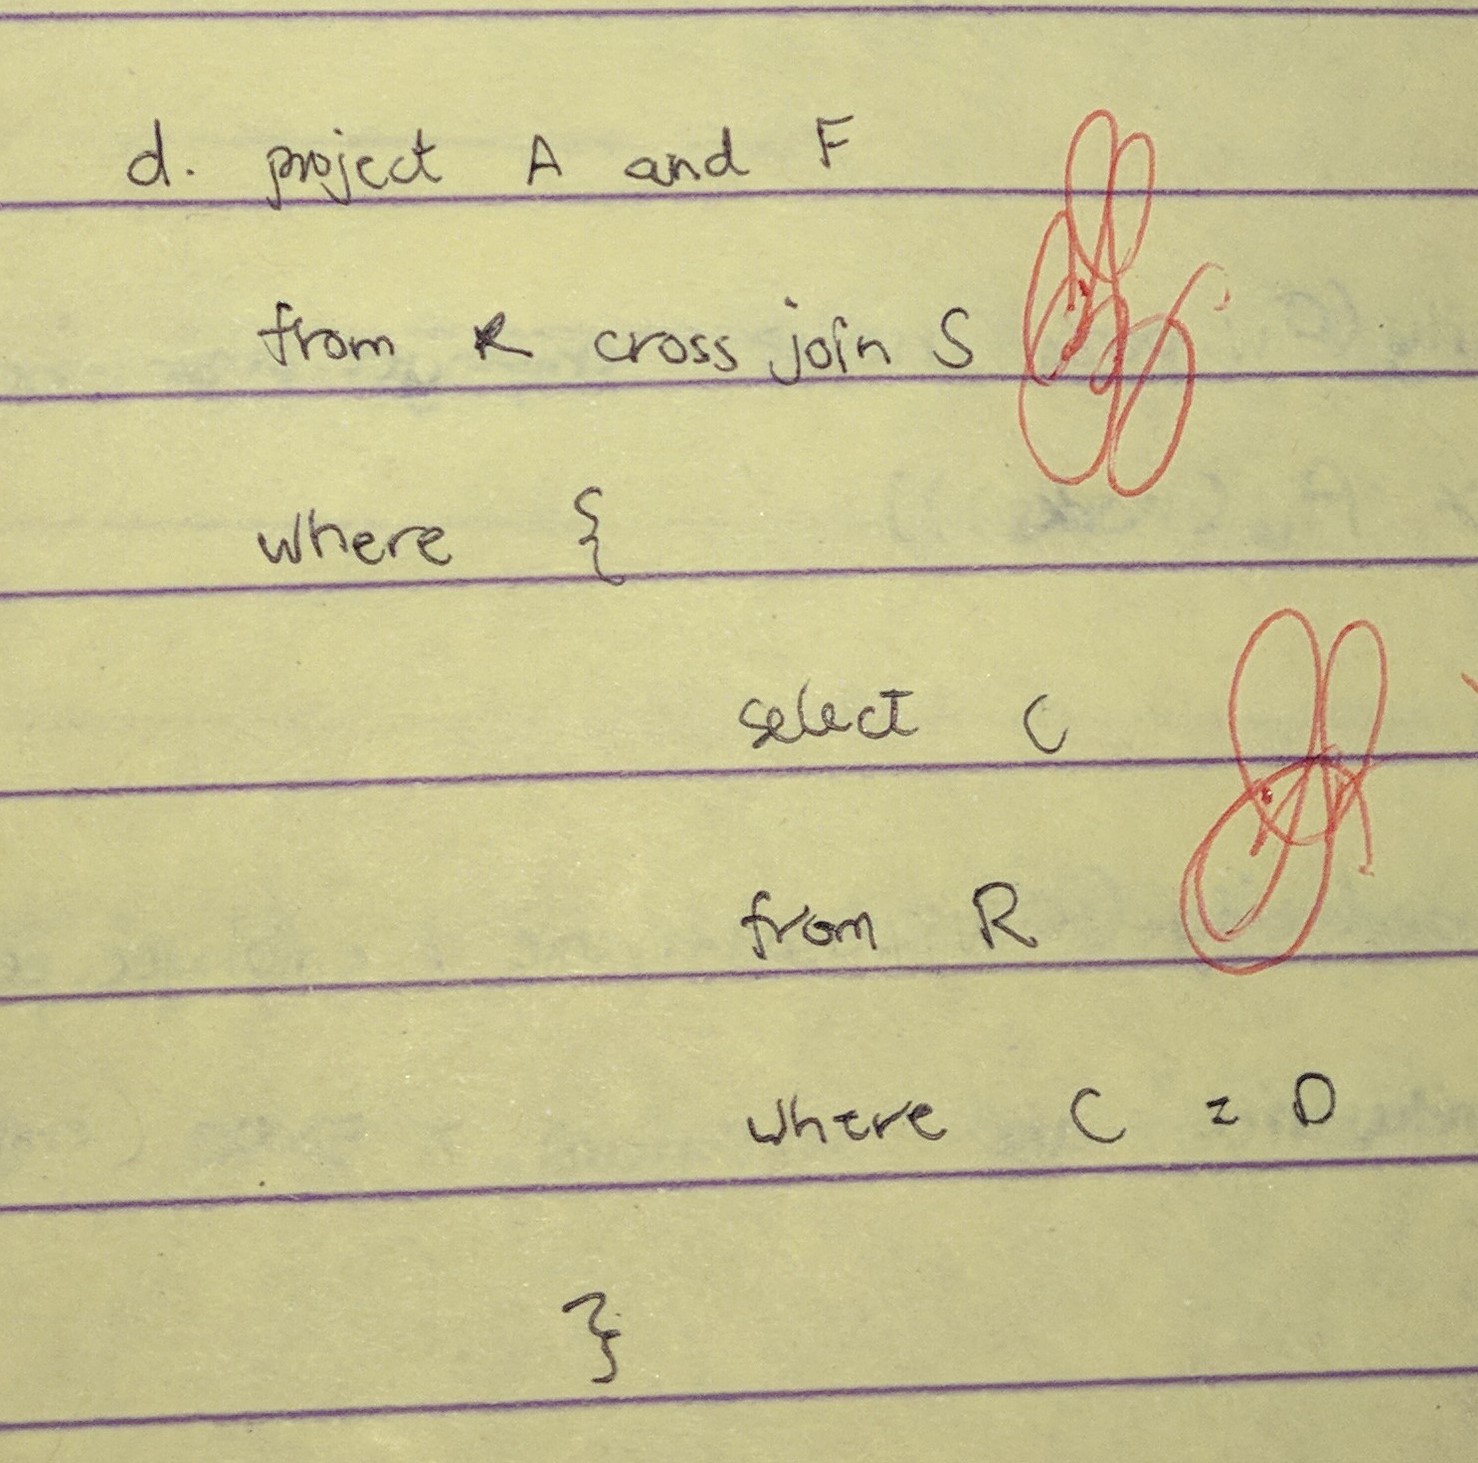 d. project A and F
from R cross join S
where {
select C
from R
where C = D
}